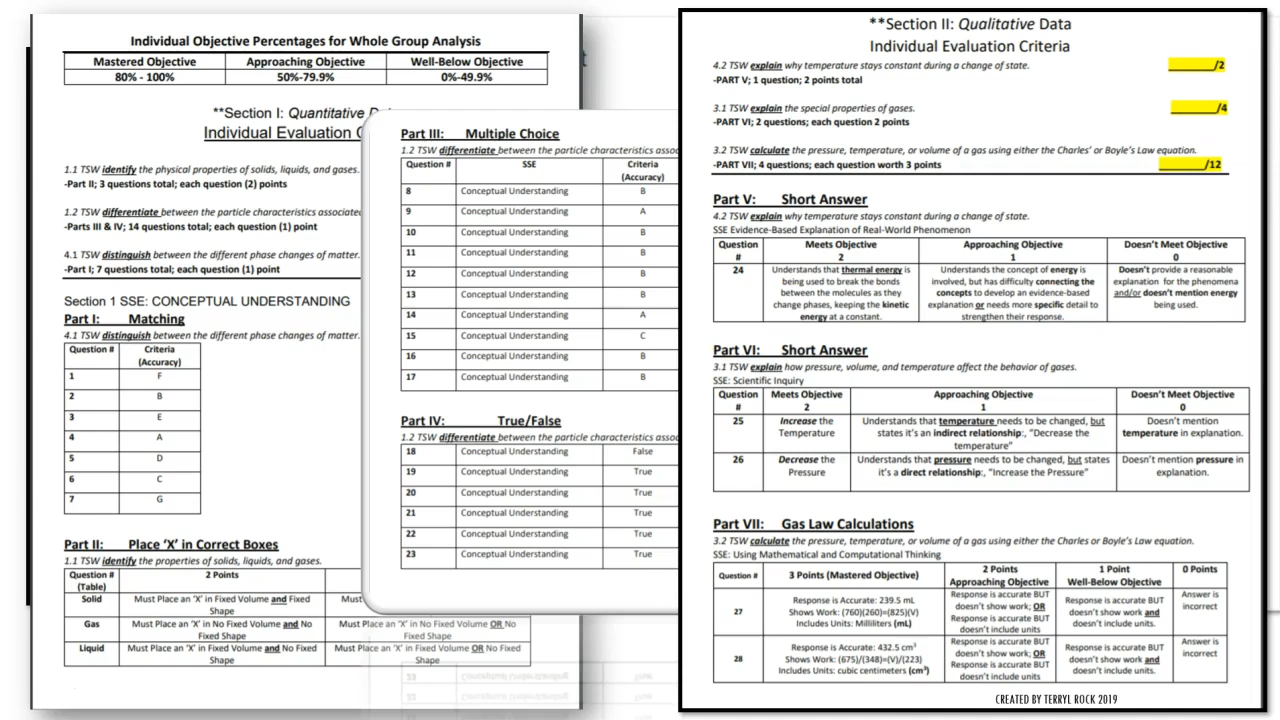 Individual Objective Percentages for Whole Group Analysis
Mastered Objective Approaching Objective Well-Below Objective
80% - 100% 50%-79.9% 0%-49.9%
**Section I: Quantitative D
Individual Evaluation C
1.1 TSW identify the physical properties of solids, liquids, and gases.
-Part II; 3 questions total; each question (2) points
1.2 TSW differentiate between the particle characteristics associated
-Parts III & IV; 14 questions total; each question (1) point
4.1 TSW distinguish between the different phase changes of matter.
-Part I; 7 questions total; each question (1) point
Section 1 SSE: CONCEPTUAL UNDERSTANDING
Part I: Matching
4.1 TSW distinguish between the different phase changes of matter.
Question # Criteria
(Accuracy)
1 F
2 B
3 E
4 A
5 D
6 C
7 G
Part II: Place ‘X’ in Correct Boxes
1.1 TSW identify the properties of solids, liquids, and gases.
Question # 2 Points
(Table)
Solid Must Place an ‘X’ in Fixed Volume and Fixed Must
Shape
Gas Must Place an ‘X’ in Fixed Volume and No Must Place an ‘X’ in No Fixed Volume OR No
Fixed Shape Fixed Shape
Liquid Must Place an ‘X’ in Fixed Volume and No Fixed Must Place an ‘X’ in Fixed Volume OR No Fixed
Shape Shape
Part III: Multiple Choice
1.2 TSW differentiate between the particle characteristics assoc
Question # SSE Criteria
(Accuracy)
8 Conceptual Understanding B
9 Conceptual Understanding A
10 Conceptual Understanding B
11 Conceptual Understanding B
12 Conceptual Understanding B
13 Conceptual Understanding B
14 Conceptual Understanding A
15 Conceptual Understanding C
16 Conceptual Understanding B
17 Conceptual Understanding B
Part IV: True/False
1.2 TSW differentiate between the particle characteristics assoc
18 Conceptual Understanding False
19 Conceptual Understanding True
20 Conceptual Understanding True
21 Conceptual Understanding True
22 Conceptual Understanding True
23 Conceptual Understanding True
**Section II: Qualitative Data
Individual Evaluation Criteria
4.2 TSW explain why temperature stays constant during a change of state. ________/2
-PART V; 1 question; 2 points total
3.1 TSW explain the special properties of gases. ________/4
-PART VI; 2 questions; each question 2 points
3.2 TSW calculate the pressure, temperature, or volume of a gas using either the Charles’ or Boyle’s Law equation.
-PART VII; 4 questions; each question worth 3 points ________/12
Part V: Short Answer
4.2 TSW explain why temperature stays constant during a change of state.
SSE Evidence-Based Explanation of Real-World Phenomenon
Question Meets Objective Approaching Objective Doesn’t Meet Objective
# 2 1 0
24 Understands that thermal energy is Understands the concept of energy is Doesn’t provide a reasonable
being used to break the bonds involved, but has difficulty connecting the explanation for the phenomena
between the molecules as they concepts to develop an evidence-based and/or doesn’t mention energy
change phases, keeping the kinetic explanation or needs more specific detail to being used.
energy at a constant. strengthen their response.
Part VI: Short Answer
3.1 TSW explain how pressure, volume, and temperature affect the behavior of gases.
SSE: Scientific Inquiry
Question Meets Objective Approaching Objective Doesn’t Meet Objective
# 2 1 0
25 Increase the Understands that temperature needs to be changed, but Doesn’t mention
Temperature states it’s an indirect relationship:, “Decrease the temperature in explanation.
temperature”
26 Decrease the Understands that pressure needs to be changed, but states Doesn’t mention pressure in
Pressure it’s a direct relationship:, “Increase the Pressure” explanation.
Part VII: Gas Law Calculations
3.2 TSW calculate the pressure, temperature, or volume of a gas using either the Charles or Boyle’s Law equation.
SSE: Using Mathematical and Computational Thinking
Question # 3 Points (Mastered Objective) 2 Points 1 Point 0 Points
Approaching Objective Well-Below Objective
27 Response is Accurate: 239.5 mL Response is accurate BUT Response is accurate BUT Answer is
Shows Work: (760)(260)=(825)(V) doesn’t show work; OR doesn’t show work and incorrect
Includes Units: Milliliters (mL) Response is accurate BUT doesn’t include units.
doesn’t include units
28 Response is Accurate: 432.5 cm³ Response is accurate BUT Response is accurate BUT Answer is
Shows Work: (675)/(348)=(V)/(223) doesn’t show work; OR doesn’t show work and incorrect
Includes Units: cubic centimeters (cm³) Response is accurate BUT doesn’t include units.
doesn’t include units
CREATED BY TERRYL ROCK 2019